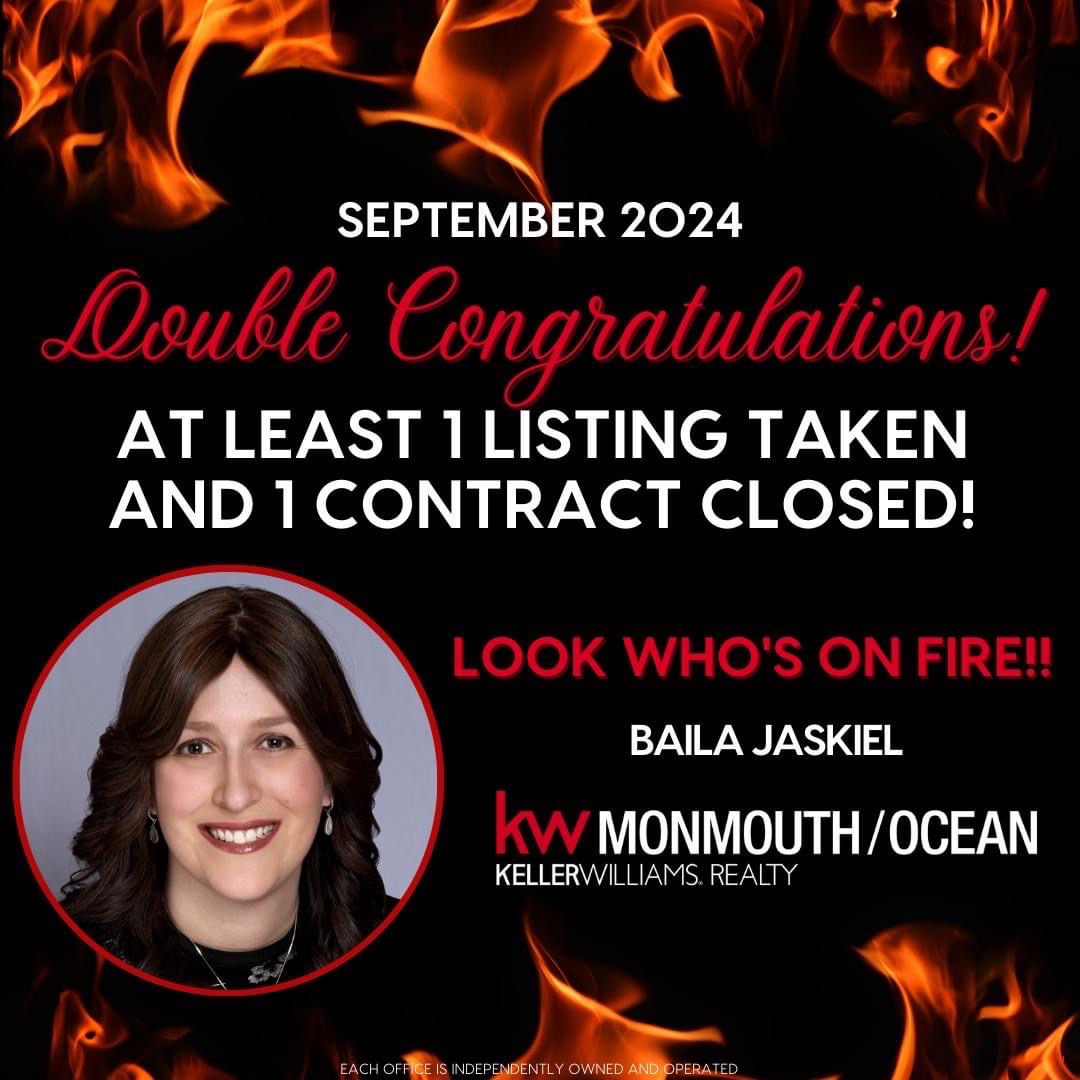 SEPTEMBER 2024
Double Congratulations!
AT LEAST 1 LISTING TAKEN
AND 1 CONTRACT CLOSED!
LOOK WHO'S ON FIRE!!
BAILA JASKIEL
kw MONMOUTH/OCEAN
KELLERWILLIAMS. REALTY
EACH OFFICE IS INDEPENDENTLY OWNED AND OPERATED